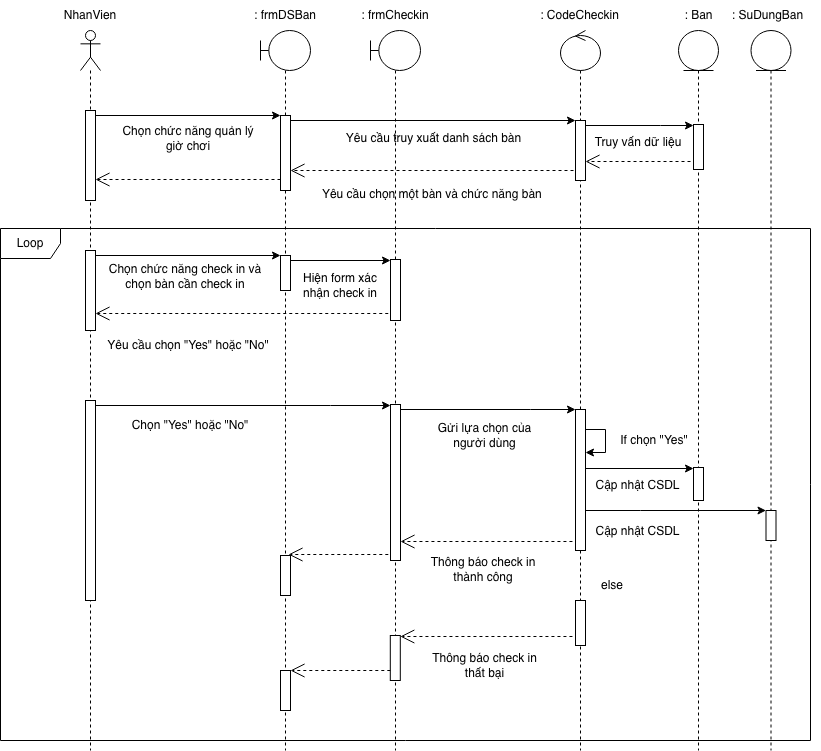 NhanVien
: frmDSBan
: frmCheckin
: CodeCheckin
: Ban
: SuDungBan
Chọn chức năng quản lý
giờ chơi
Yêu cầu truy xuất danh sách bàn
Truy vấn dữ liệu
Yêu cầu chọn một bàn và chức năng bàn
Loop
Chọn chức năng check in và
chọn bàn cần check in
Hiện form xác
nhận check in
Yêu cầu chọn "Yes" hoặc "No"
Chọn "Yes" hoặc "No"
Gửi lựa chọn của
người dùng
If chọn "Yes"
Cập nhật CSDL
Cập nhật CSDL
Thông báo check in
thành công
else
Thông báo check in
thất bại